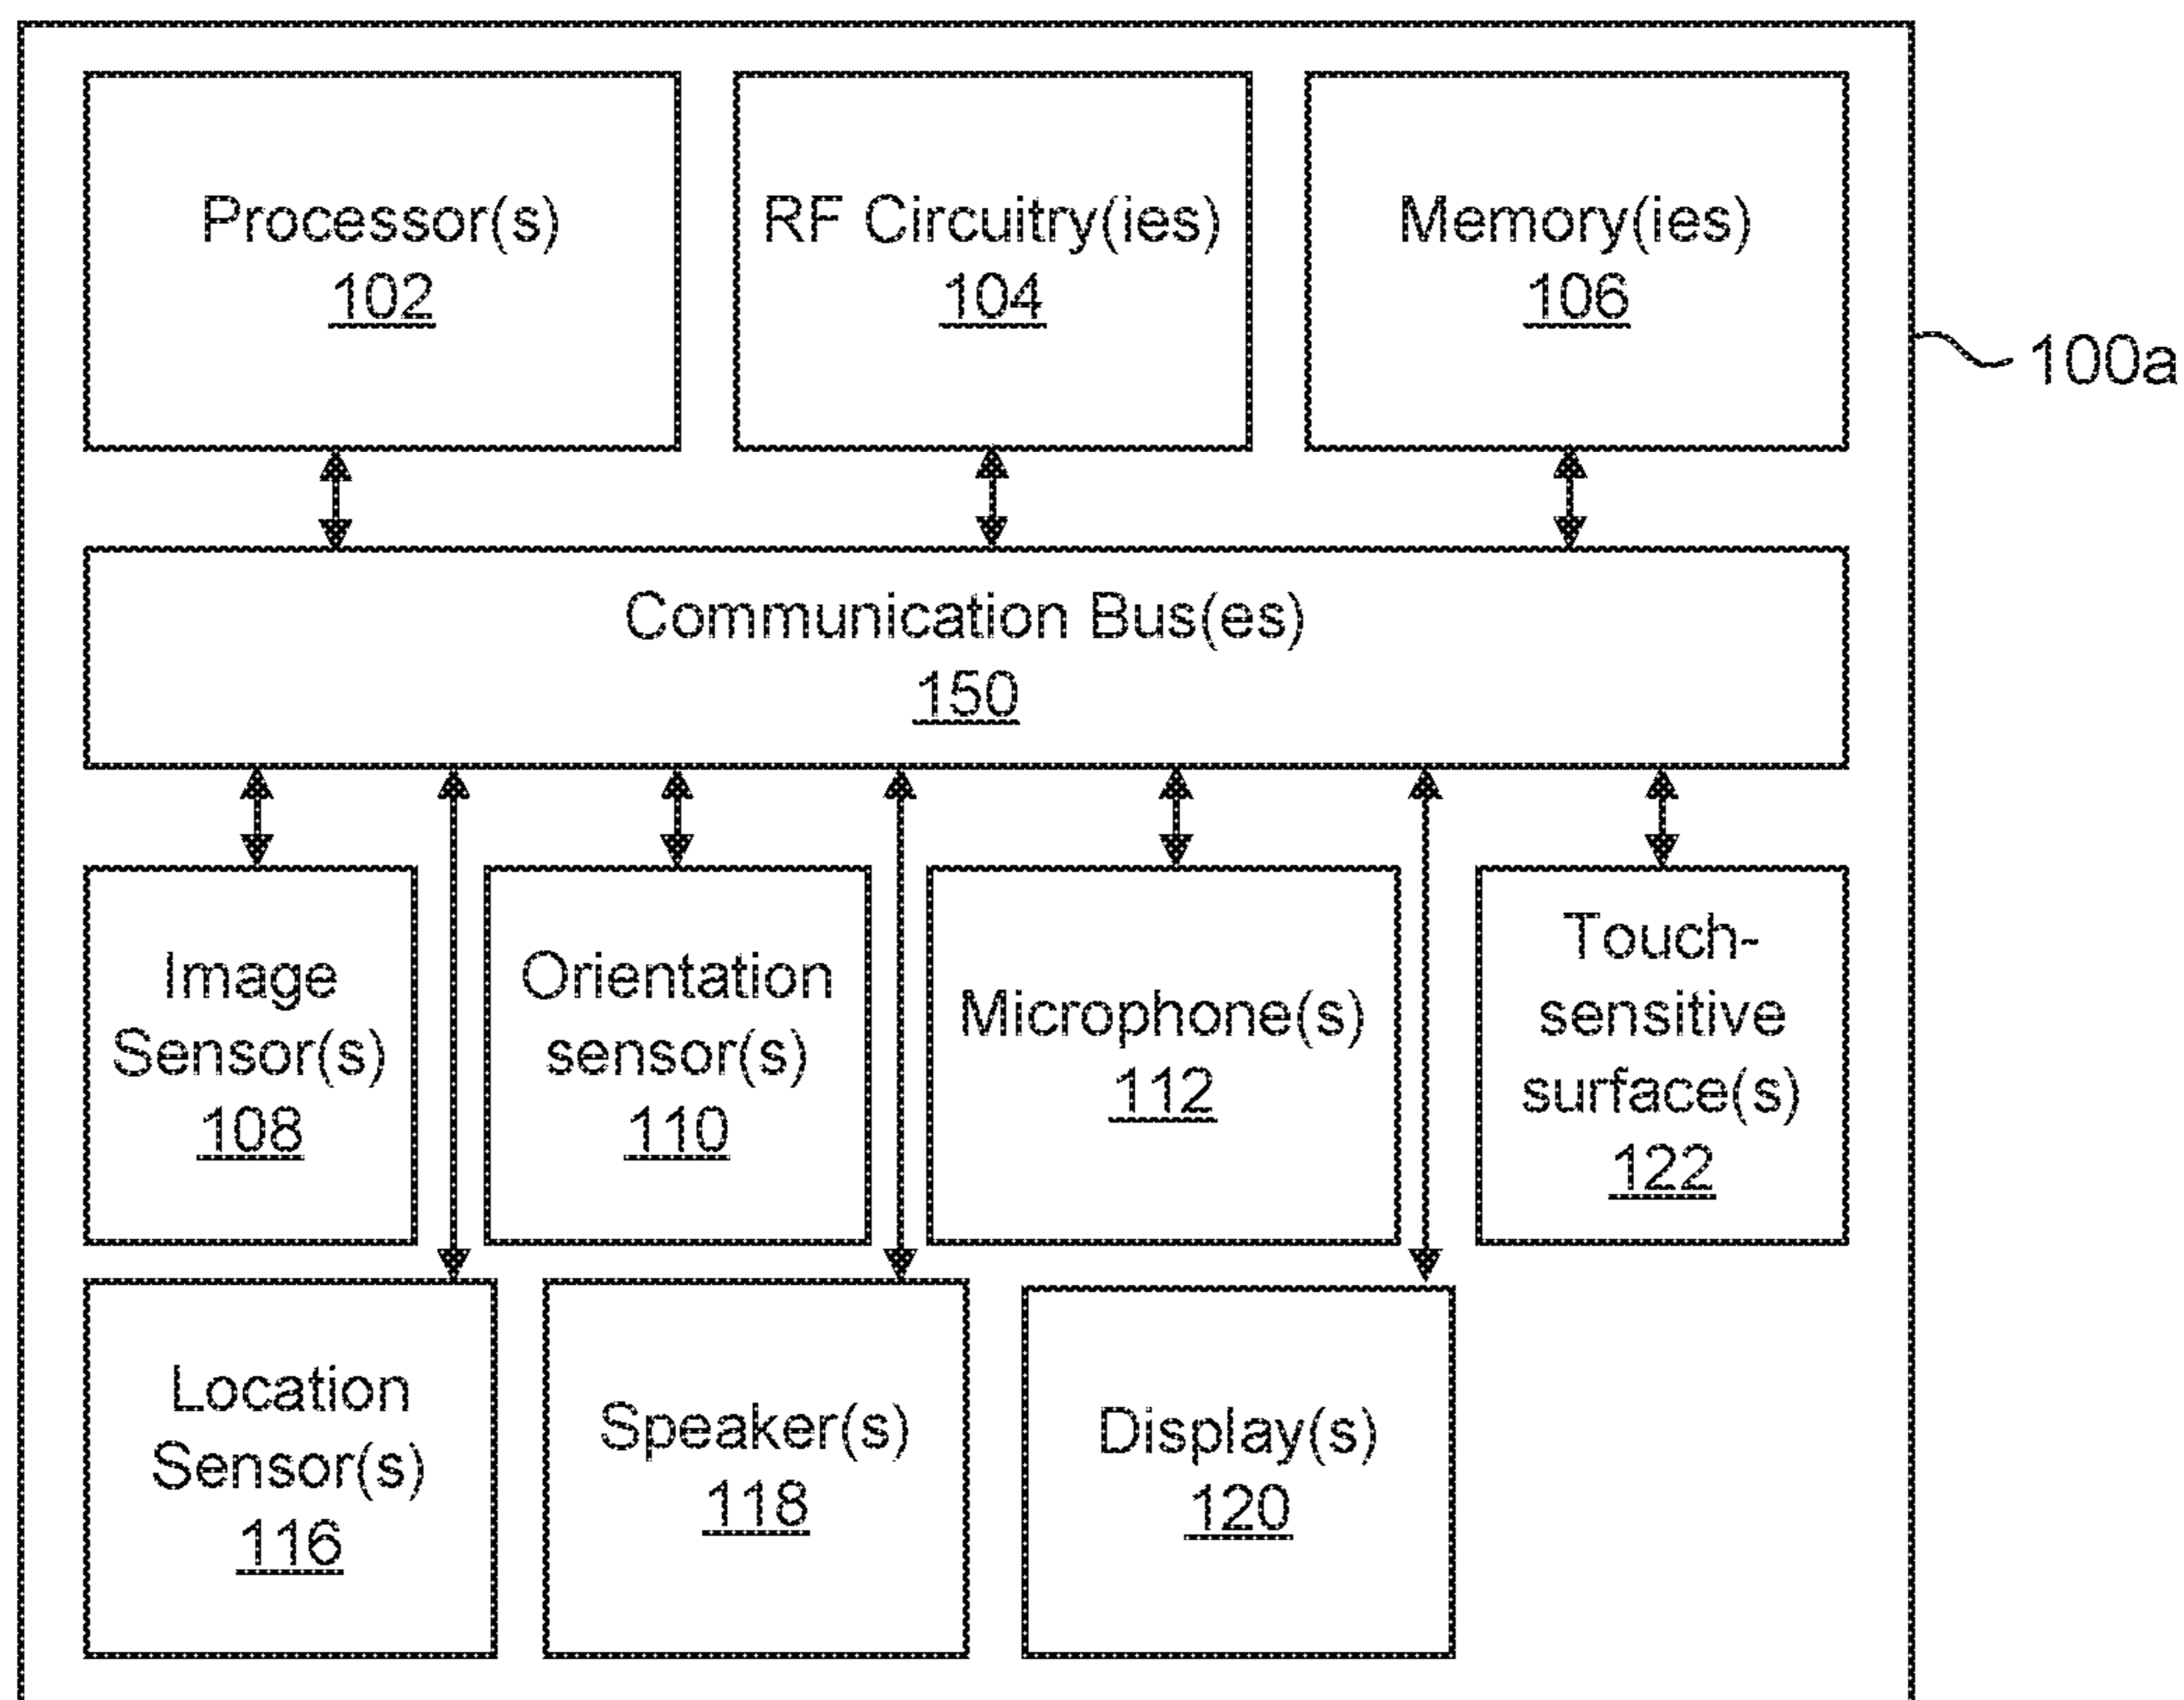 Processor(s)
102
RF Circuitry(ies)
104
Memory(ies)
106
100a
Communication Bus(es)
150
Image
Sensor(s)
108
Orientation
sensor(s)
110
Microphone(s)
112
Touch-
sensitive
surface(s)
122
Location
Sensor(s)
116
Speaker(s)
118
Display(s)
120